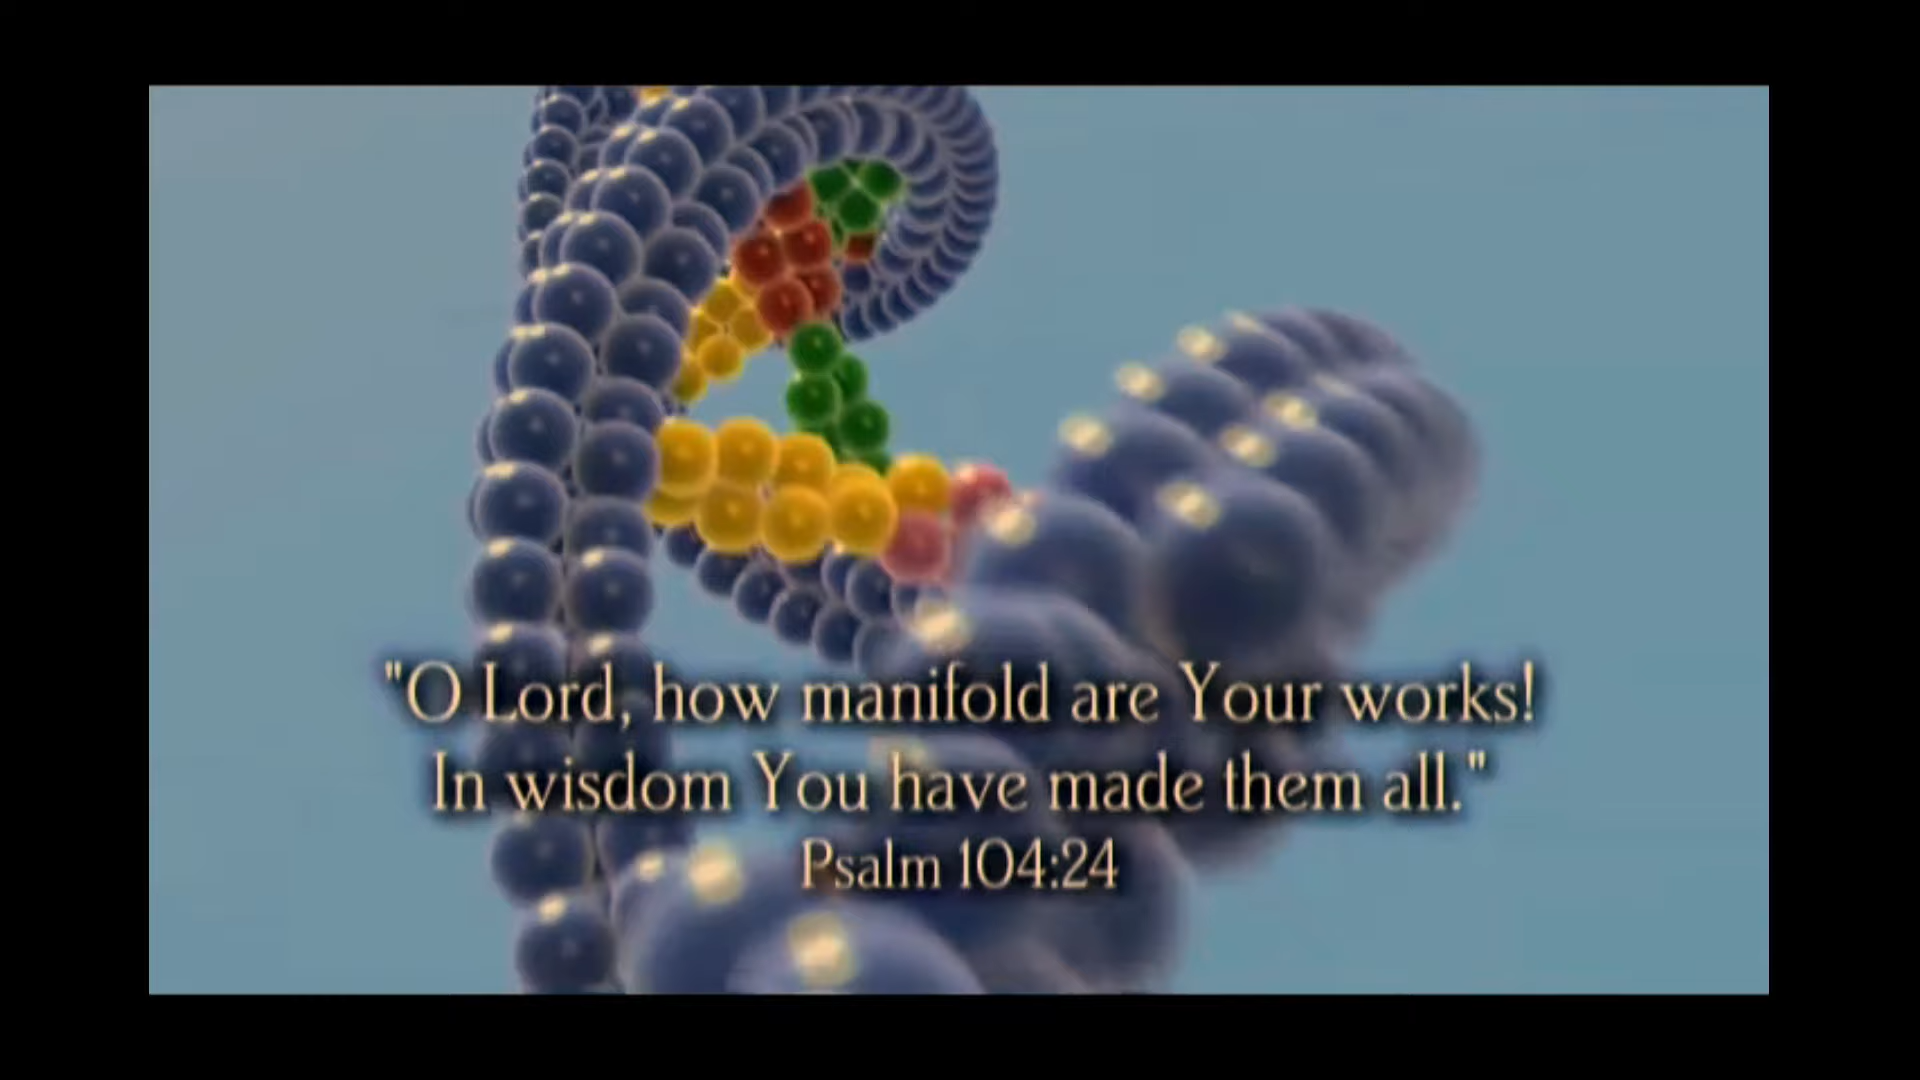 "O Lord, how manifold are Your works!
In wisdom You have made them all."
Psalm 104:24